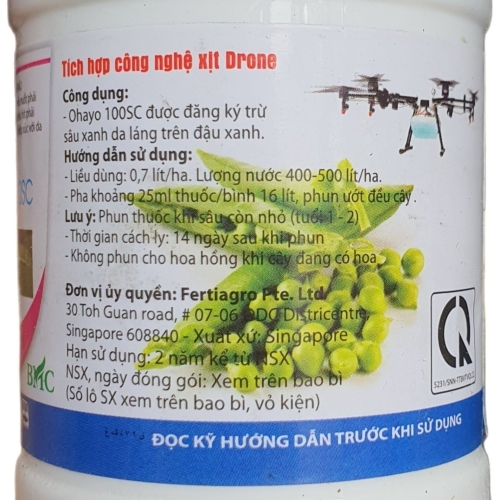 Tích hợp công nghệ xịt Drone
Công dụng:
- Ohayo 100SC được đăng ký trừ
sâu xanh da láng trên đậu xanh.
Hướng dẫn sử dụng:
- Liều dùng: 0,7 lít/ha. Lượng nước 400-500 lít/ha.
- Pha khoảng 25ml thuốc/bình 16 lít, phun ướt đều cây.
Lưu ý: Phun thuốc khi sâu còn nhỏ (tuổi 1 - 2)
- Thời gian cách ly: 14 ngày sau khi phun
- Không phun cho hoa hồng khi cây đang có hoa.
Đơn vị ủy quyền: Fertiagro Pte. Ltd
30 Toh Guan road, # 07-06 ODC Districentre,
Singapore 608840 - Xuất xứ: Singapore
Hạn sử dụng: 2 năm kể từ NSX
NSX, ngày đóng gói: Xem trên bao bì
(Số lô SX xem trên bao bì, vỏ kiện)
SC
BMC
ĐỌC KỸ HƯỚNG DẪN TRƯỚC KHI SỬ DỤNG